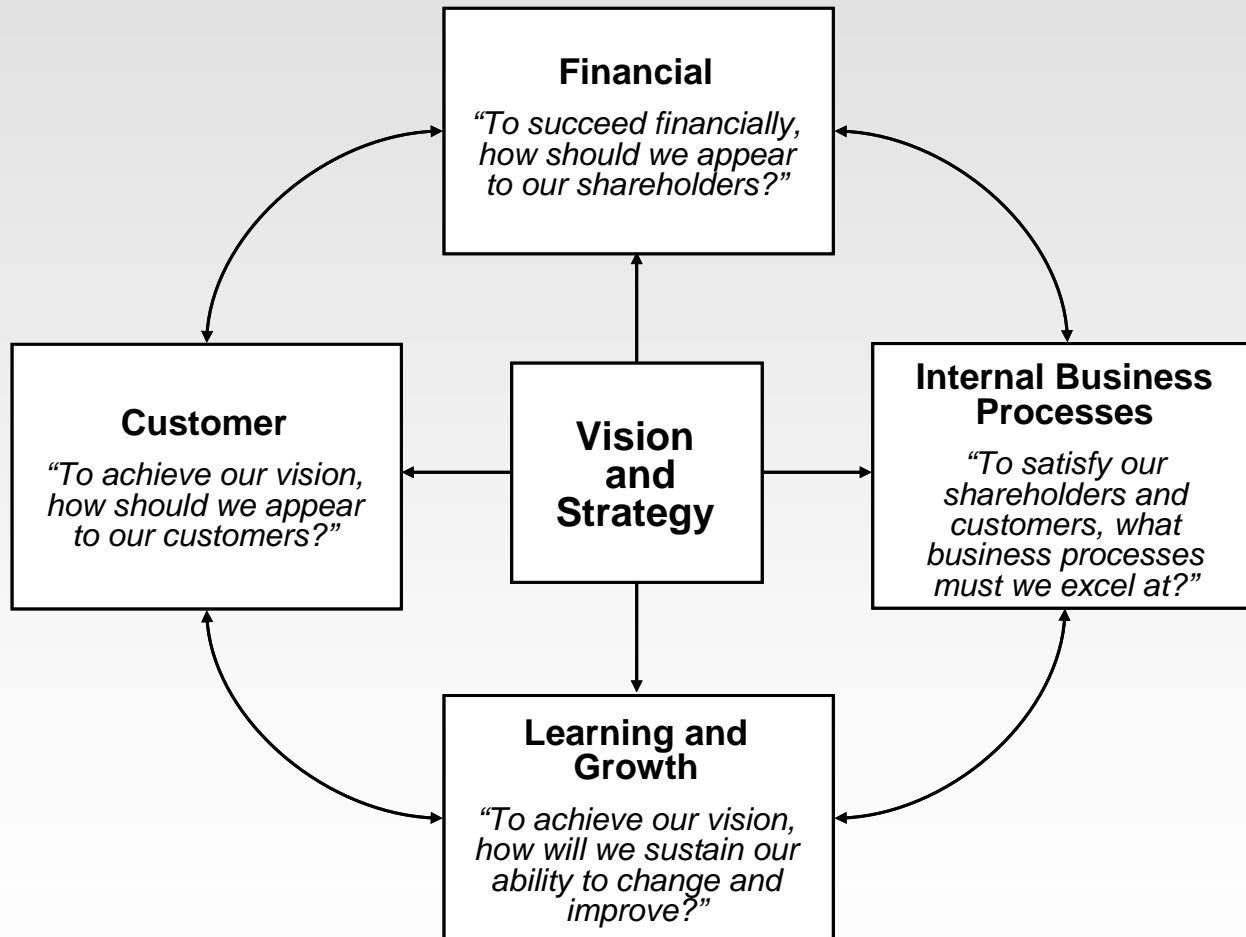 Financial
“To succeed financially,
how should we appear
to our shareholders?”
Customer
“To achieve our vision,
how should we appear
to our customers?”
Vision
and
Strategy
Internal Business
Processes
“To satisfy our
shareholders and
customers, what
business processes
must we excel at?”
Learning and
Growth
“To achieve our vision,
how will we sustain our
ability to change and
improve?”